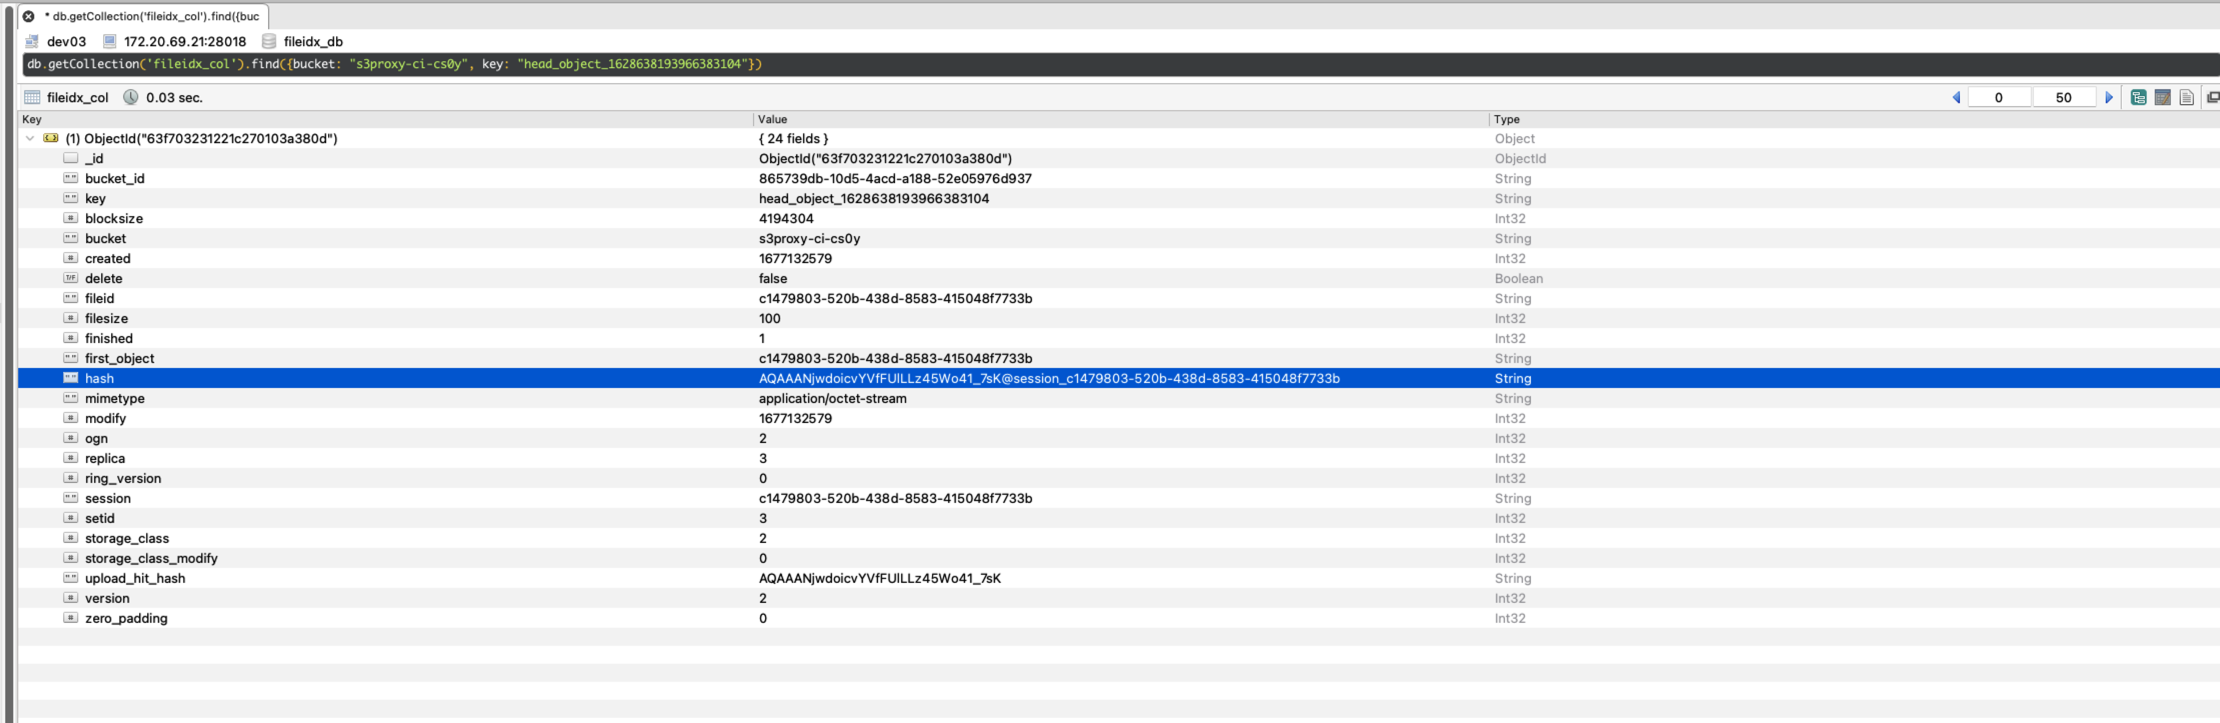 * db.getCollection('fileidx_col').find({buc
dev03 172.20.69.21:28018 fileidx_db
db.getCollection('fileidx_col').find({bucket: "s3proxy-ci-cs0y", key: "head_object_1628638193966383104"})
fileidx_col 0.03 sec. 0 50
Key Value Type
(1) ObjectId("63f703231221c270103a380d") { 24 fields } Object
_id ObjectId("63f703231221c270103a380d") ObjectId
bucket_id 865739db-10d5-4acd-a188-52e05976d937 String
key head_object_1628638193966383104 String
blocksize 4194304 Int32
bucket s3proxy-ci-cs0y String
created 1677132579 Int32
T/F delete false Boolean
fileid c1479803-520b-438d-8583-415048f7733b String
filesize 100 Int32
finished 1 Int32
first_object c1479803-520b-438d-8583-415048f7733b String
hash AQAAANjwdoicvYVfFUlLLz45Wo41_7sK@session_c1479803-520b-438d-8583-415048f7733b String
mimetype application/octet-stream String
modify 1677132579 Int32
ogn 2 Int32
replica 3 Int32
ring_version 0 Int32
session c1479803-520b-438d-8583-415048f7733b String
setid 3 Int32
storage_class 2 Int32
storage_class_modify 0 Int32
upload_hit_hash AQAAANjwdoicvYVfFUlLLz45Wo41_7sK String
version 2 Int32
zero_padding 0 Int32